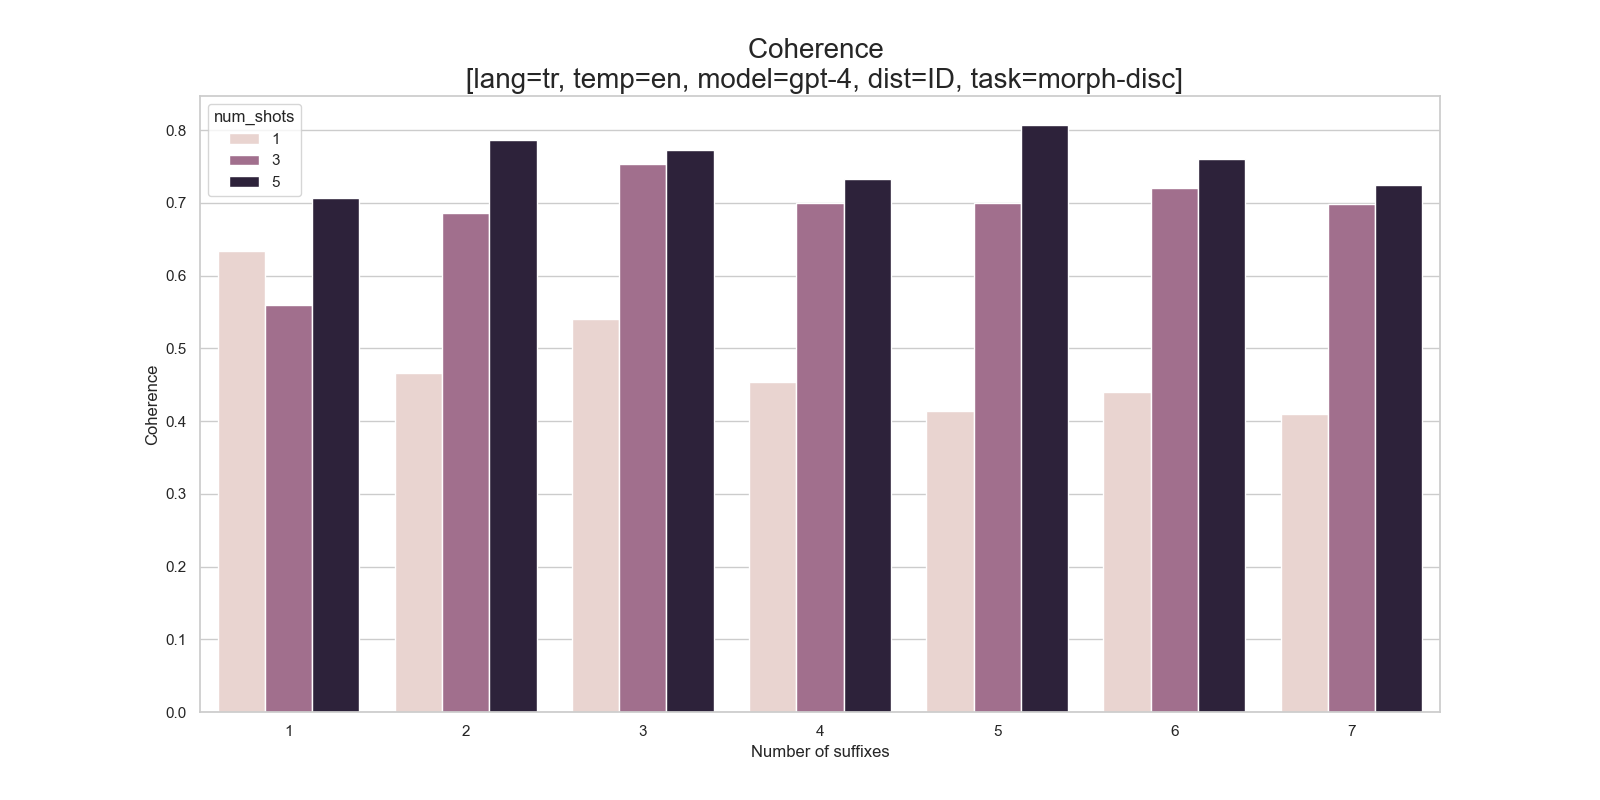 Coherence
[lang=tr, temp=en, model=gpt-4, dist=ID, task=morph-disc]
num_shots
1
3
5
0.8
0.7
0.6
0.5
0.4
0.3
0.2
0.1
0.0
Coherence
1 2 3 4 5 6 7
Number of suffixes